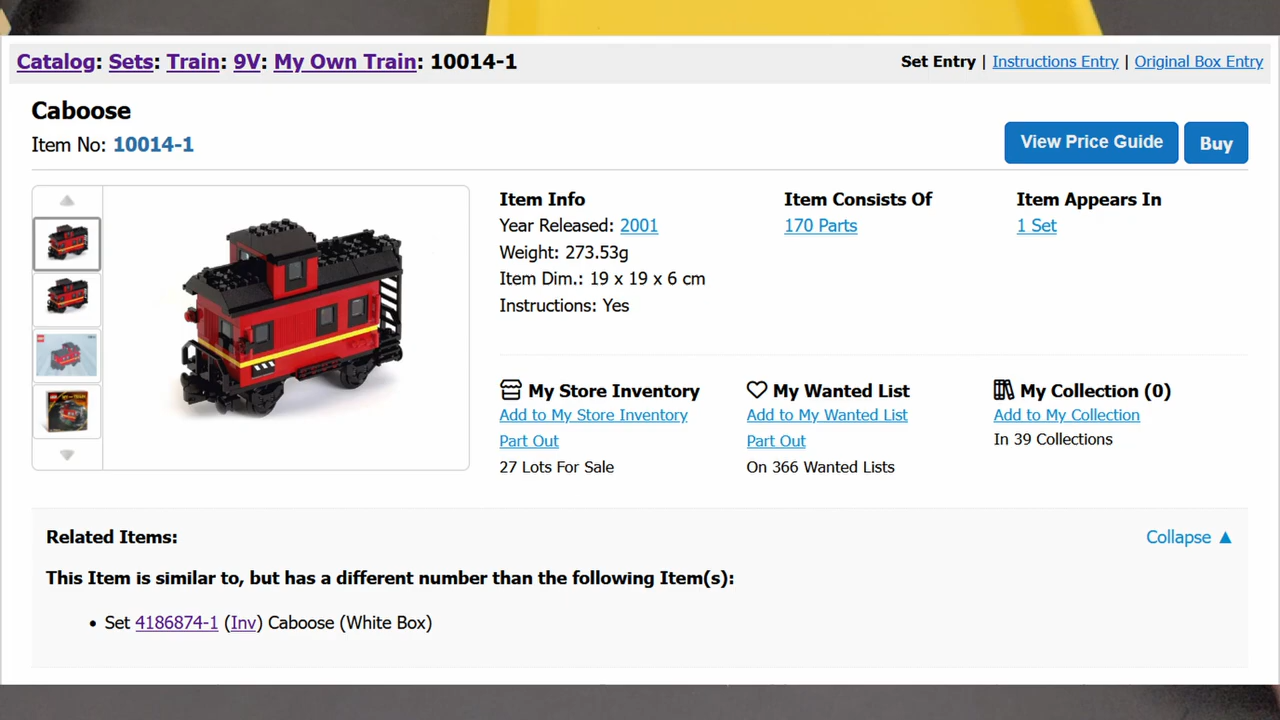 Catalog: Sets: Train: 9V: My Own Train: 10014-1
Set Entry | Instructions Entry | Original Box Entry
Caboose
Item No: 10014-1
View Price Guide
Buy
Item Info
Year Released: 2001
Weight: 273.53g
Item Dim.: 19 x 19 x 6 cm
Instructions: Yes
Item Consists Of
170 Parts
Item Appears In
1 Set
My Store Inventory
Add to My Store Inventory
Part Out
27 Lots For Sale
My Wanted List
Add to My Wanted List
Part Out
On 366 Wanted Lists
My Collection (0)
Add to My Collection
In 39 Collections
Related Items:
Collapse ▲
This Item is similar to, but has a different number than the following Item(s):
• Set 4186874-1 (Inv) Caboose (White Box)